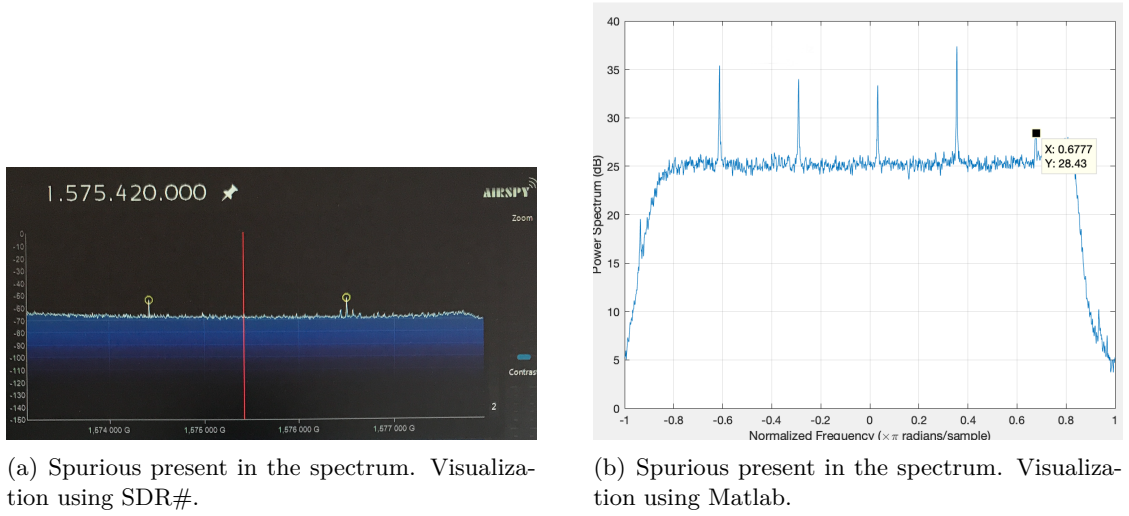 1.575.420.000
AIRSPY
Zoom
0
-10
-20
-30
-40
-50
-60
-70
-80
-90
-100
-110
-120
-130
-140
-150
1,574 000 G
1,575 000 G
1,576 000 G
1,577 000 G
Contras
2
(a) Spurious present in the spectrum. Visualiza-
tion using SDR#.
40
35
30
25
20
15
10
5
0
Power Spectrum (dB)
X: 0.6777
Y: 28.43
-1
-0.8
-0.6
-0.4
-0.2
0
0.2
0.4
0.6
0.8
1
Normalized Frequency (×π radians/sample)
(b) Spurious present in the spectrum. Visualiza-
tion using Matlab.